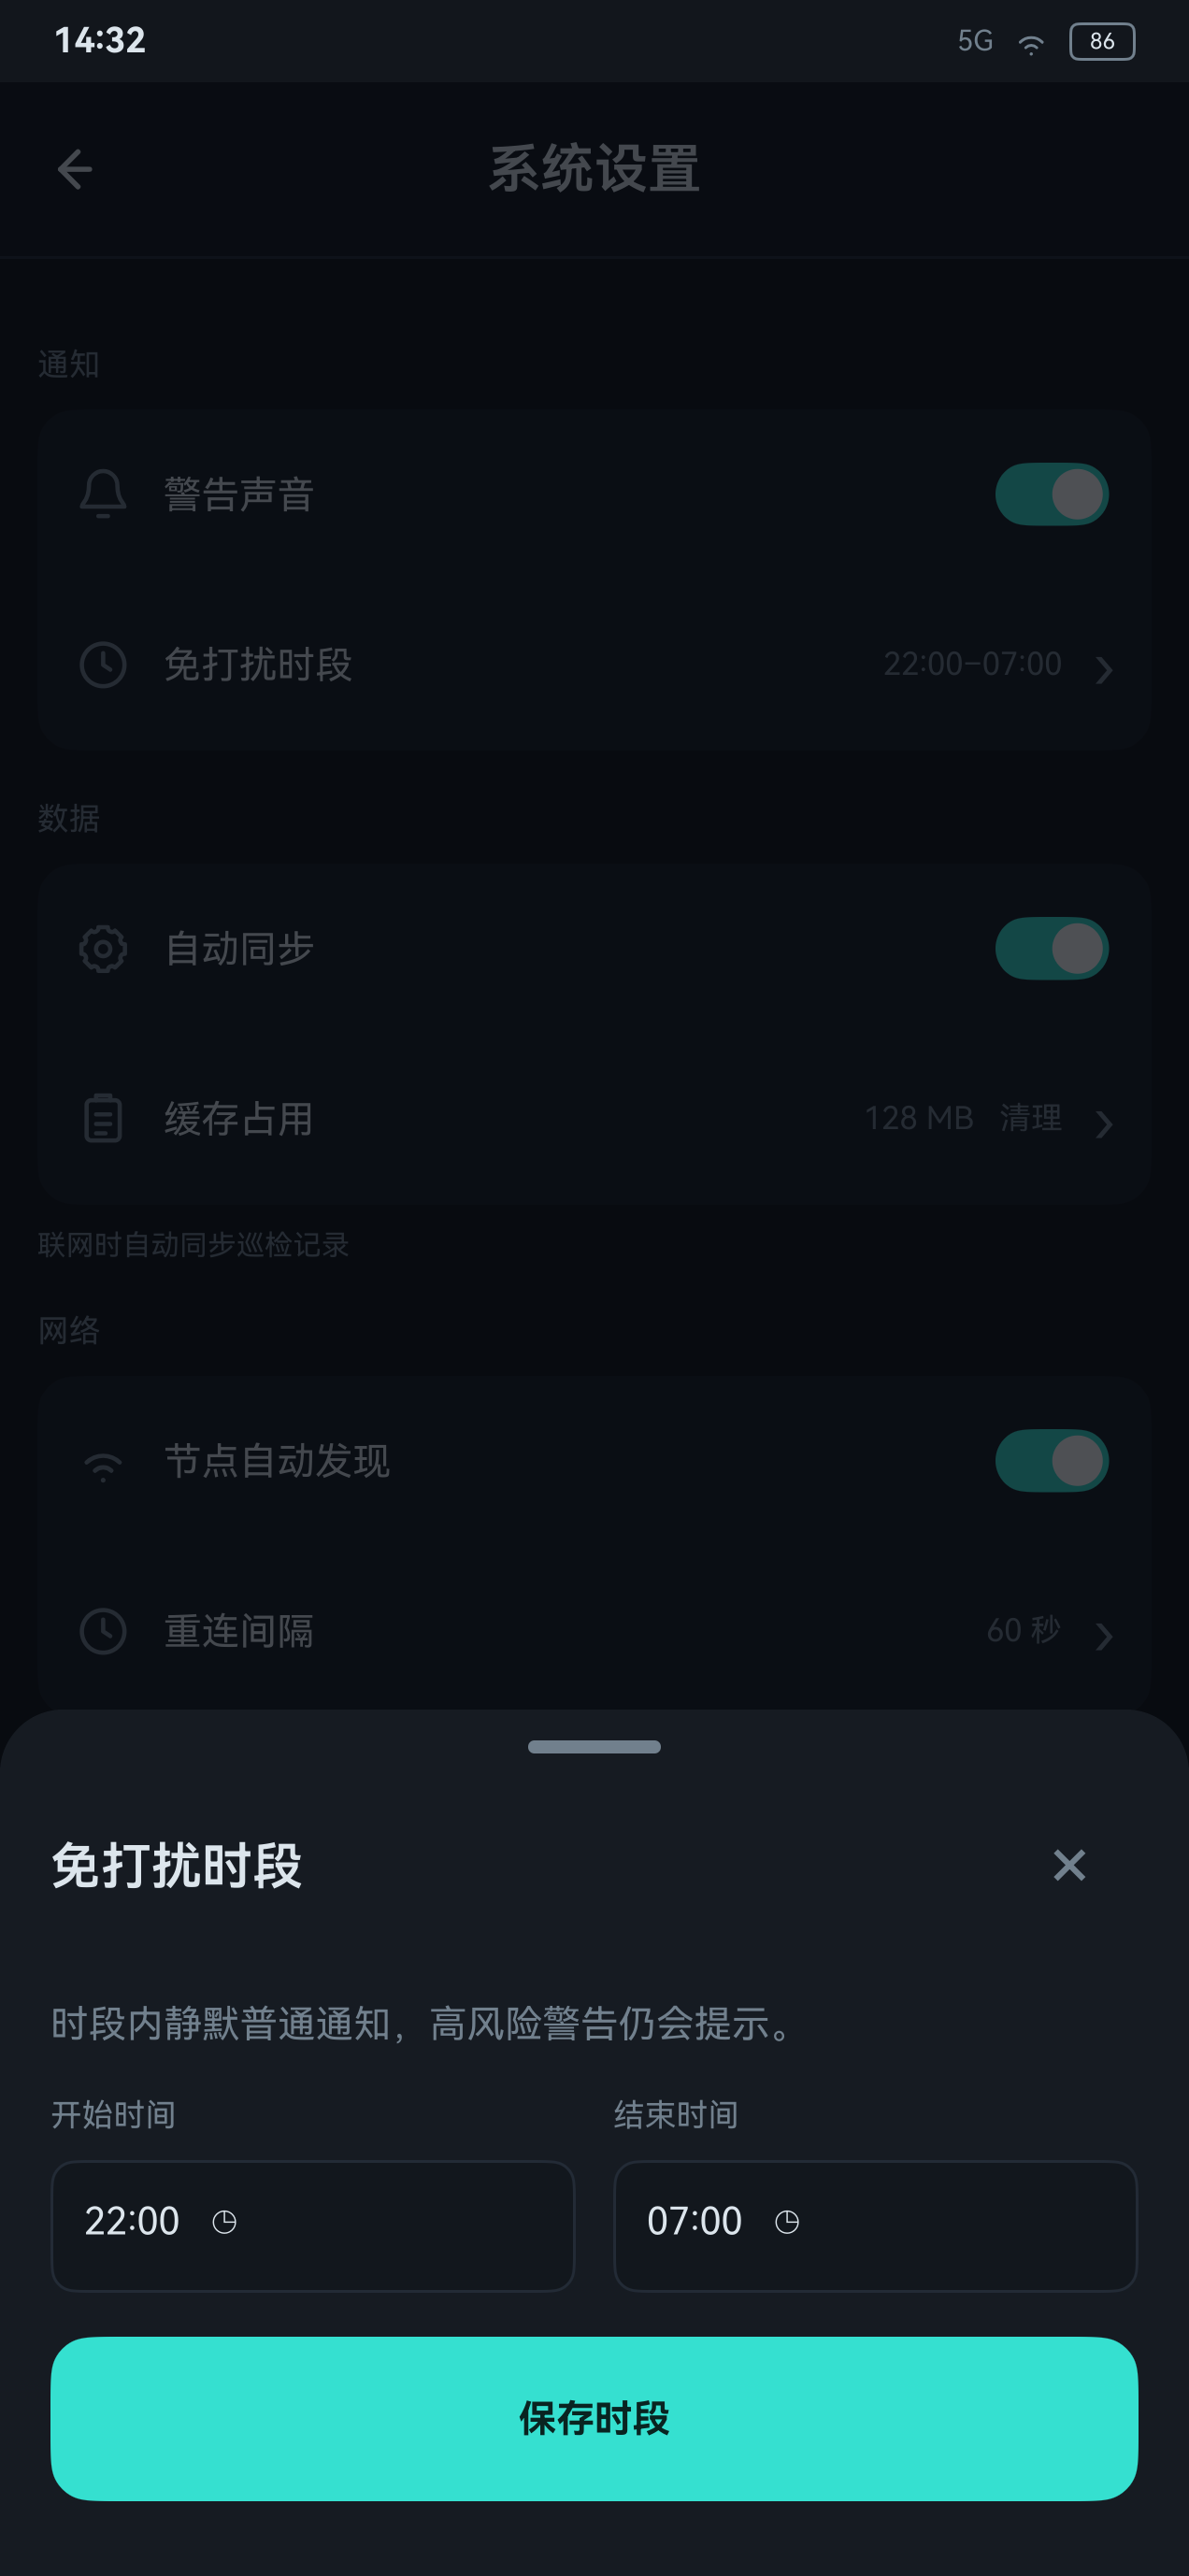 14:32 5G 86
系统设置
通知
警告声音
免打扰时段 22:00–07:00
数据
自动同步
缓存占用 128 MB 清理
联网时自动同步巡检记录
网络
节点自动发现
重连间隔 60 秒
免打扰时段
时段内静默普通通知，高风险警告仍会提示。
开始时间 结束时间
22:00 07:00
保存时段